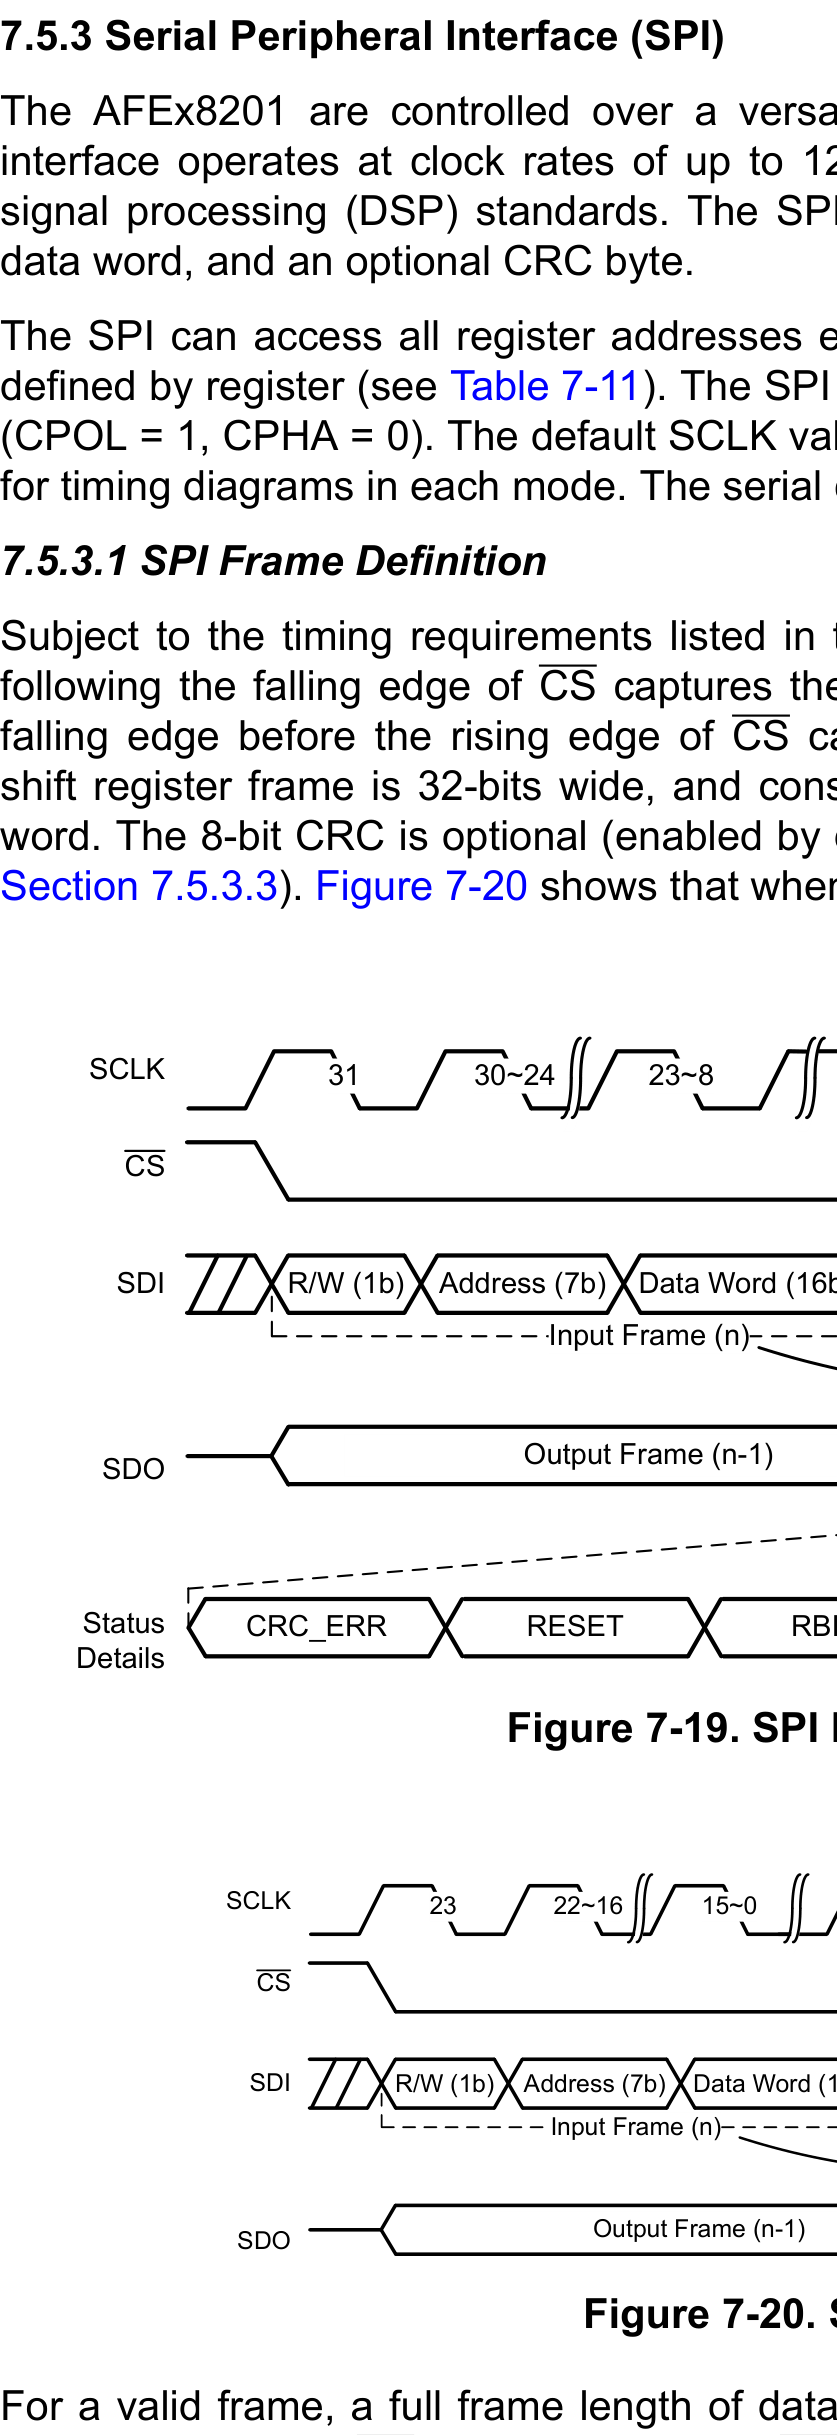 7.5.3 Serial Peripheral Interface (SPI)
The AFEx8201 are controlled over a versa
interface operates at clock rates of up to 12
signal processing (DSP) standards. The SPI
data word, and an optional CRC byte.
The SPI can access all register addresses e
defined by register (see Table 7-11). The SPI
(CPOL = 1, CPHA = 0). The default SCLK val
for timing diagrams in each mode. The serial
7.5.3.1 SPI Frame Definition
Subject to the timing requirements listed in t
following the falling edge of CS captures the
falling edge before the rising edge of CS ca
shift register frame is 32-bits wide, and cons
word. The 8-bit CRC is optional (enabled by
Section 7.5.3.3). Figure 7-20 shows that when
SCLK 31 30~24 23~8
CS
SDI R/W (1b) Address (7b) Data Word (16b
Input Frame (n)
SDO Output Frame (n-1)
Status Details CRC_ERR RESET RBI
Figure 7-19. SPI
SCLK 23 22~16 15~0
CS
SDI R/W (1b) Address (7b) Data Word (1
Input Frame (n)
SDO Output Frame (n-1)
Figure 7-20. S
For a valid frame, a full frame length of data